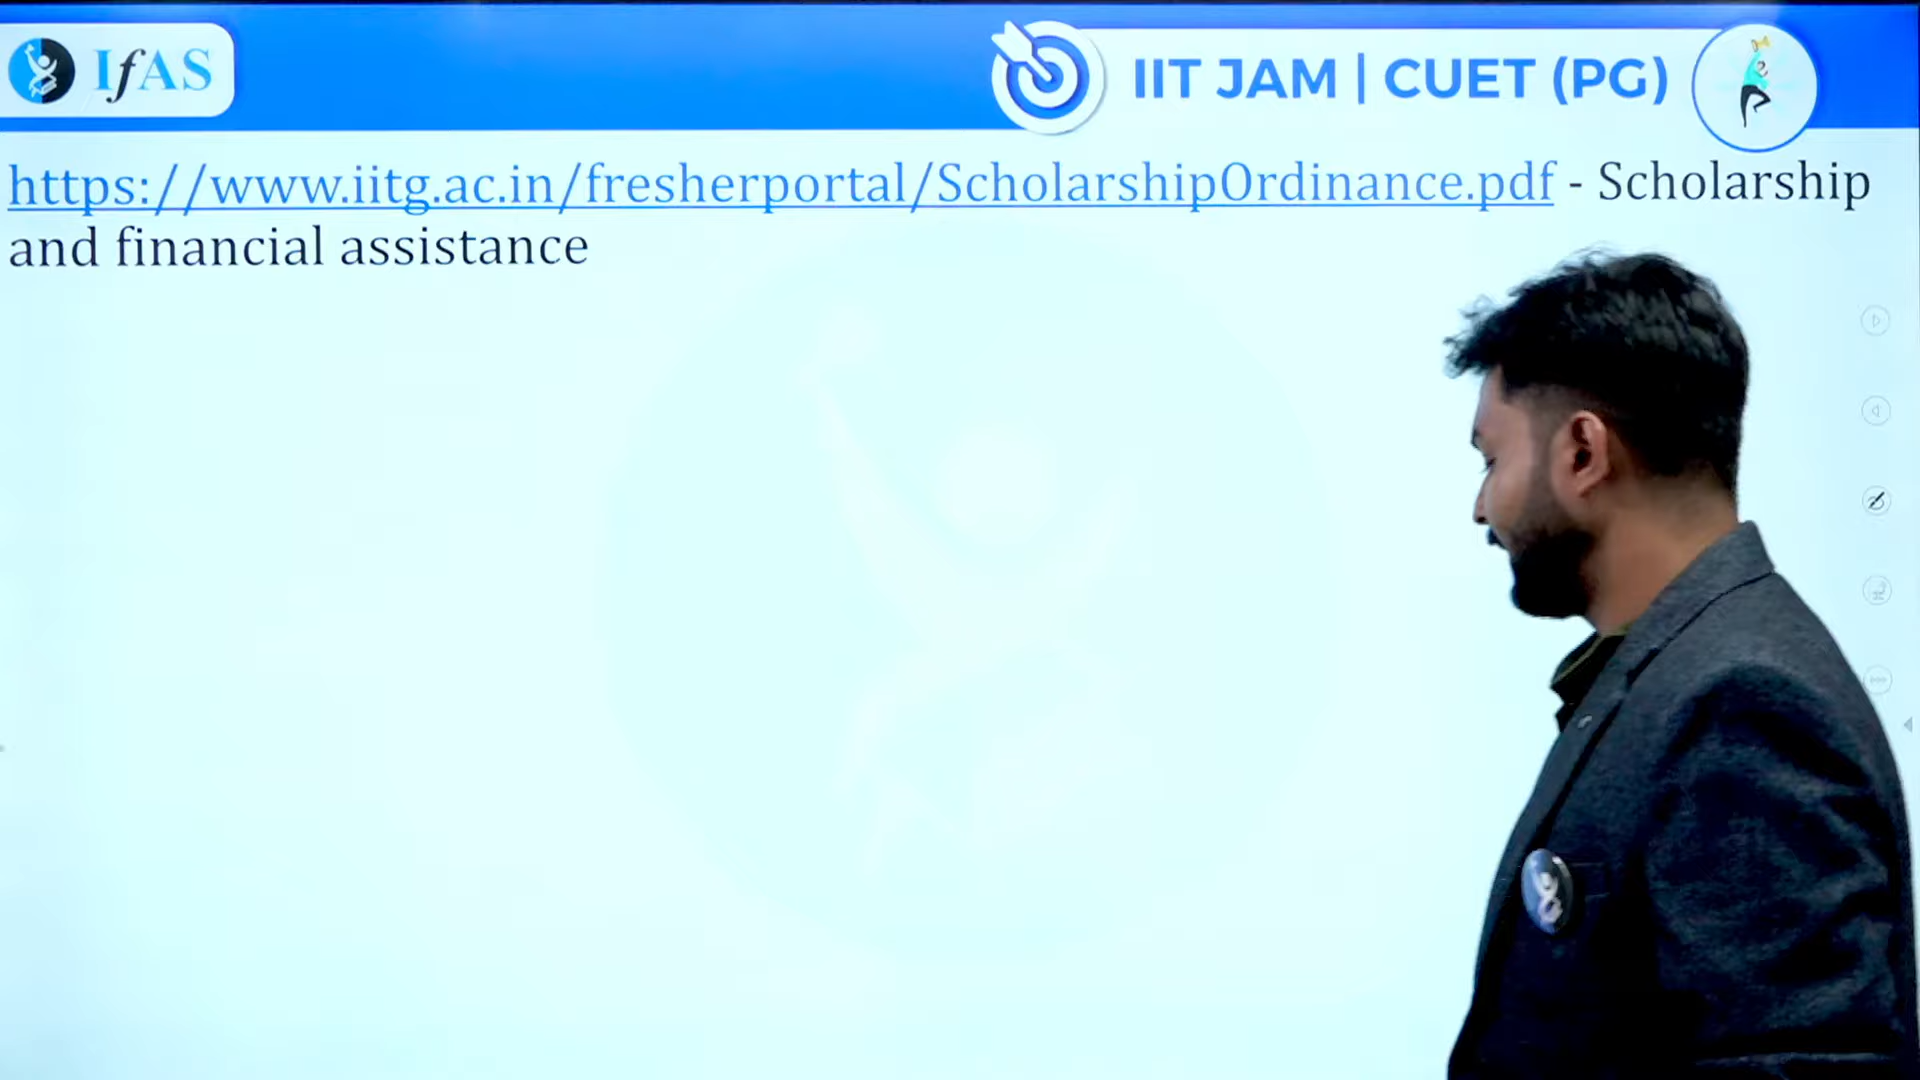 IfAS
IIT JAM | CUET (PG)
https://www.iitg.ac.in/fresherportal/ScholarshipOrdinance.pdf - Scholarship
and financial assistance